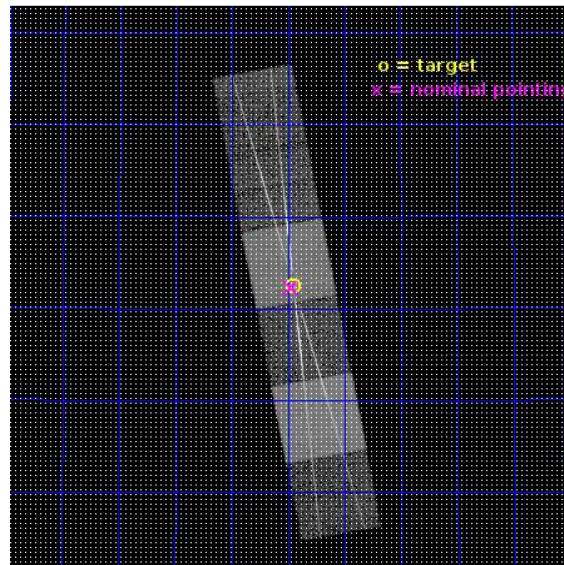 o = target
x = nominal pointin